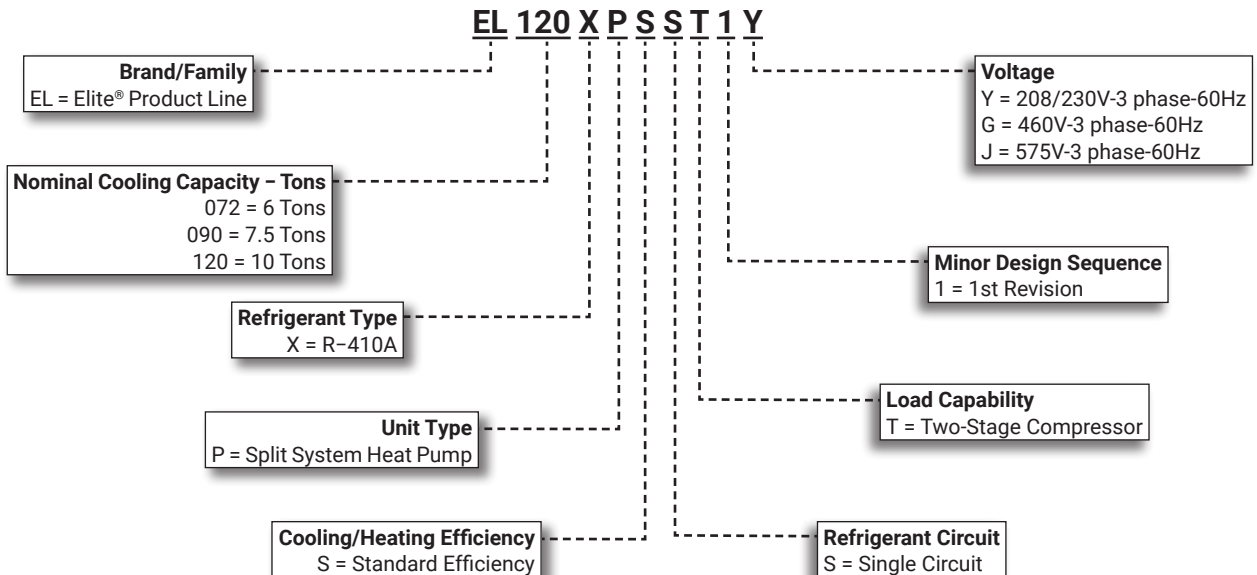 EL 120 X P S S T 1 Y
Brand/Family
EL = Elite® Product Line
Nominal Cooling Capacity – Tons
072 = 6 Tons
090 = 7.5 Tons
120 = 10 Tons
Refrigerant Type
X = R–410A
Unit Type
P = Split System Heat Pump
Cooling/Heating Efficiency
S = Standard Efficiency
Voltage
Y = 208/230V-3 phase-60Hz
G = 460V-3 phase-60Hz
J = 575V-3 phase-60Hz
Minor Design Sequence
1 = 1st Revision
Load Capability
T = Two-Stage Compressor
Refrigerant Circuit
S = Single Circuit